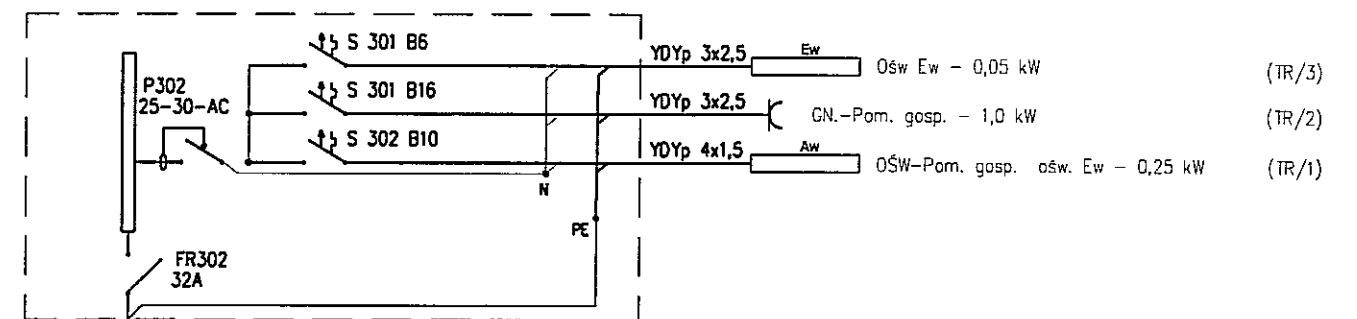 S 301 B6
YDYp 3x2,5
Ew
Ośw Ew – 0,05 kW
(TR/3)
P302
25-30-AC
S 301 B16
YDYp 3x2,5
GN.–Pom. gosp. – 1,0 kW
(TR/2)
S 302 B10
YDYp 4x1,5
Aw
OŚW–Pom. gosp. ośw. Ew – 0,25 kW
(TR/1)
N
PE
FR302
32A